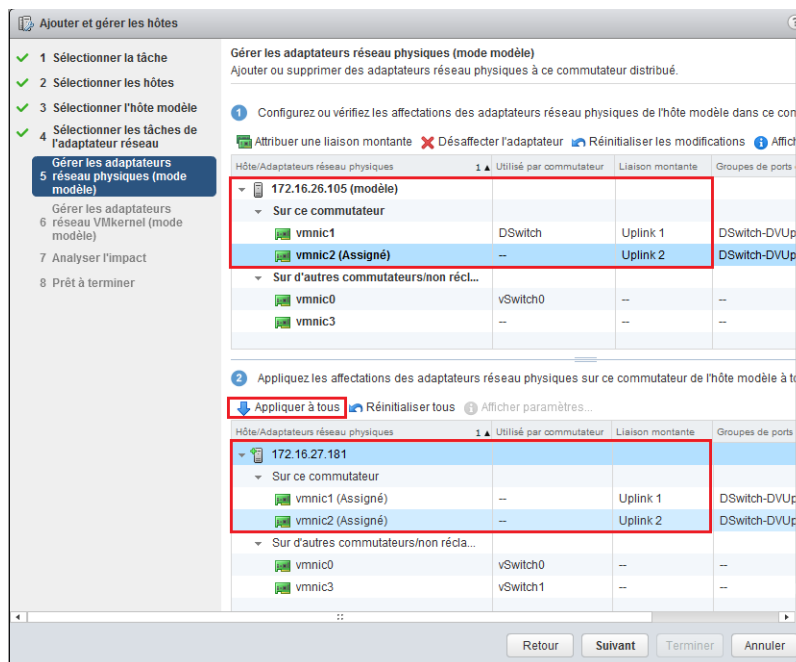 Ajouter et gérer les hôtes
?
1 Sélectionner la tâche
2 Sélectionner les hôtes
3 Sélectionner l'hôte modèle
4 Sélectionner les tâches de
l'adaptateur réseau
5 Gérer les adaptateurs
réseau physiques (mode
modèle)
6 Gérer les adaptateurs
réseau VMkernel (mode
modèle)
7 Analyser l'impact
8 Prêt à terminer
Gérer les adaptateurs réseau physiques (mode modèle)
Ajouter ou supprimer des adaptateurs réseau physiques à ce commutateur distribué.
1 Configurez ou vérifiez les affectations des adaptateurs réseau physiques de l'hôte modèle dans ce con
Attribuer une liaison montante Désaffecter l'adaptateur Réinitialiser les modifications Affich
Hôte/Adaptateurs réseau physiques 1 ▲ Utilisé par commutateur Liaison montante Groupes de ports
172.16.26.105 (modèle)
Sur ce commutateur
vmnic1 DSwitch Uplink 1 DSwitch-DVUp
vmnic2 (Assigné) -- Uplink 2 DSwitch-DVUp
Sur d'autres commutateurs/non récl...
vmnic0 vSwitch0 -- --
vmnic3 -- -- --
2 Appliquez les affectations des adaptateurs réseau physiques sur ce commutateur de l'hôte modèle à to
Appliquer à tous Réinitialiser tous Afficher paramètres...
Hôte/Adaptateurs réseau physiques 1 ▲ Utilisé par commutateur Liaison montante Groupes de ports
172.16.27.181
Sur ce commutateur
vmnic1 (Assigné) -- Uplink 1 DSwitch-DVUp
vmnic2 (Assigné) -- Uplink 2 DSwitch-DVUp
Sur d'autres commutateurs/non récla...
vmnic0 vSwitch0 -- --
vmnic3 vSwitch1 -- --
Retour Suivant Terminer Annuler